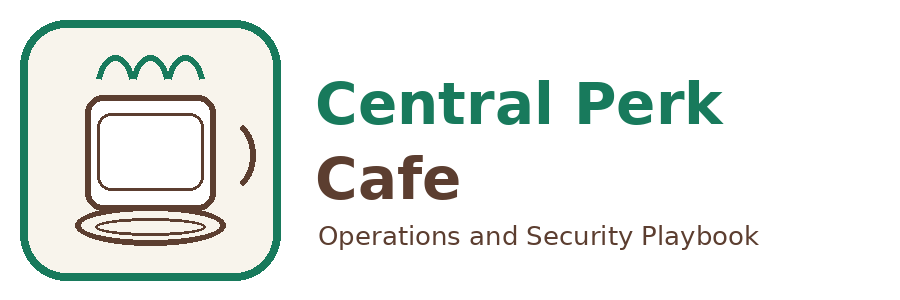 Central Perk
Cafe
Operations and Security Playbook